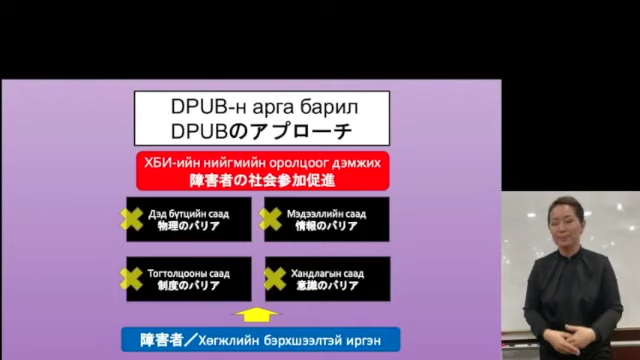 DPUB-н арга барил
DPUBのアプローチ
ХБИ-ийн нийгмийн оролцоог дэмжих
障害者の社会参加促進
Дэд бүтцийн саад
物理のバリア
Мэдээллийн саад
情報のバリア
Тогтолцооны саад
制度のバリア
Хандлагын саад
意識のバリア
障害者／Хөгжлийн бэрхшээлтэй иргэн